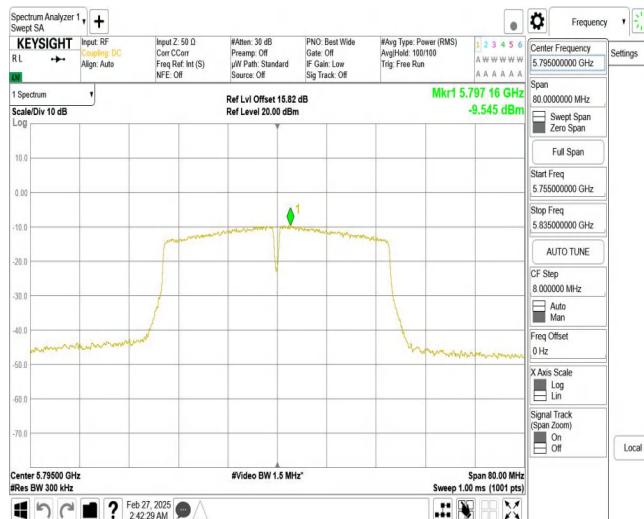 Spectrum Analyzer 1
Swept SA
Frequency
KEYSIGHT
RL
Input: RF
Coupling: DC
Align: Auto
Input Z: 50 Ω
Corr CCorr
Freq Ref: Int (S)
NFE: Off
#Atten: 30 dB
Preamp: Off
µW Path: Standard
Source: Off
PNO: Best Wide
Gate: Off
IF Gain: Low
Sig Track: Off
#Avg Type: Power (RMS)
Avg|Hold: 100/100
Trig: Free Run
1 2 3 4 5 6
A W W W W W
A A A A A A
1 Spectrum
Scale/Div 10 dB
Log
Ref Lvl Offset 15.82 dB
Ref Level 20.00 dBm
Mkr1 5.797 16 GHz
-9.545 dBm
1
10.0
0.00
-10.0
-20.0
-30.0
-40.0
-50.0
-60.0
-70.0
Center 5.79500 GHz
#Res BW 300 kHz
#Video BW 1.5 MHz*
Span 80.00 MHz
Sweep 1.00 ms (1001 pts)
Center Frequency
5.795000000 GHz
Span
80.0000000 MHz
Swept Span
Zero Span
Full Span
Start Freq
5.755000000 GHz
Stop Freq
5.835000000 GHz
AUTO TUNE
CF Step
8.000000 MHz
Auto
Man
Freq Offset
0 Hz
X Axis Scale
Log
Lin
Signal Track
(Span Zoom)
On
Off
Settings
Local
?
Feb 27, 2025
2:42:29 AM